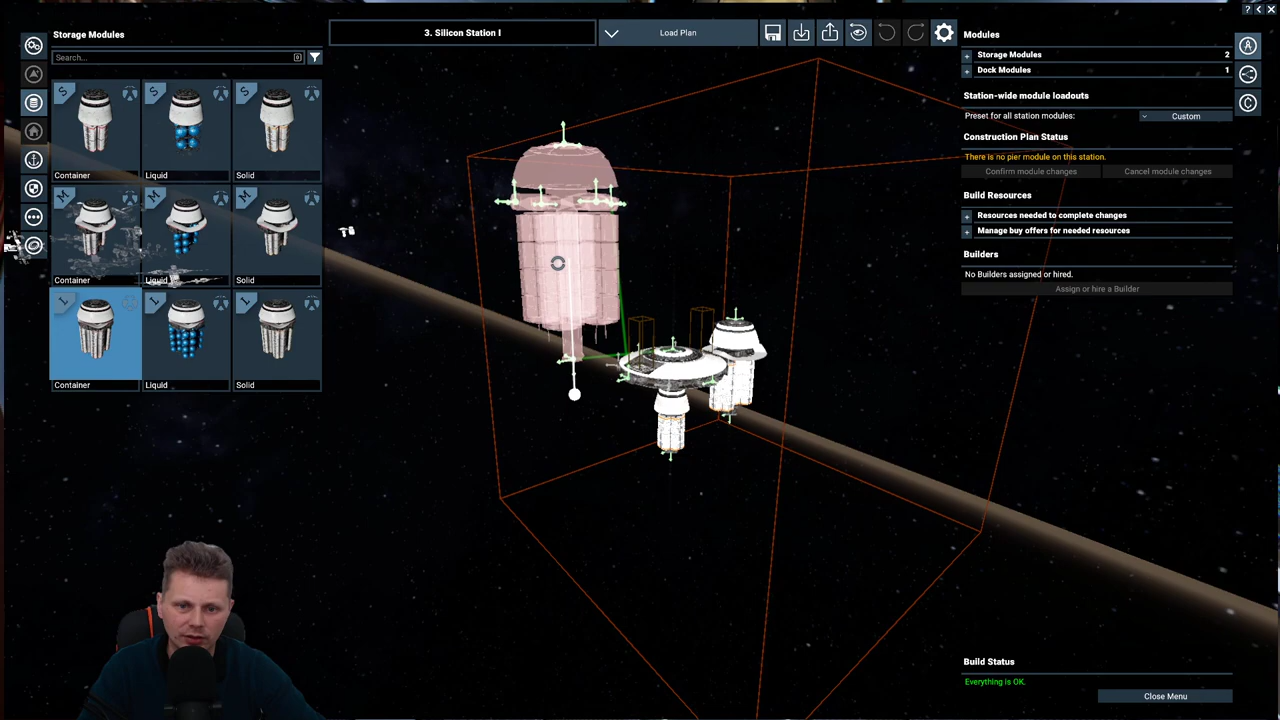 Storage Modules
Search...
S
S
S
Container
Liquid
Solid
M
M
M
Container
Liquid
Solid
L
L
L
Container
Liquid
Solid
3. Silicon Station I
Load Plan
? < ×
Modules
+ Storage Modules 2
+ Dock Modules 1
Station-wide module loadouts
Preset for all station modules: Custom
Construction Plan Status
There is no pier module on this station.
Confirm module changes Cancel module changes
Build Resources
+ Resources needed to complete changes
+ Manage buy offers for needed resources
Builders
No Builders assigned or hired.
Assign or hire a Builder
Build Status
Everything is OK.
Close Menu